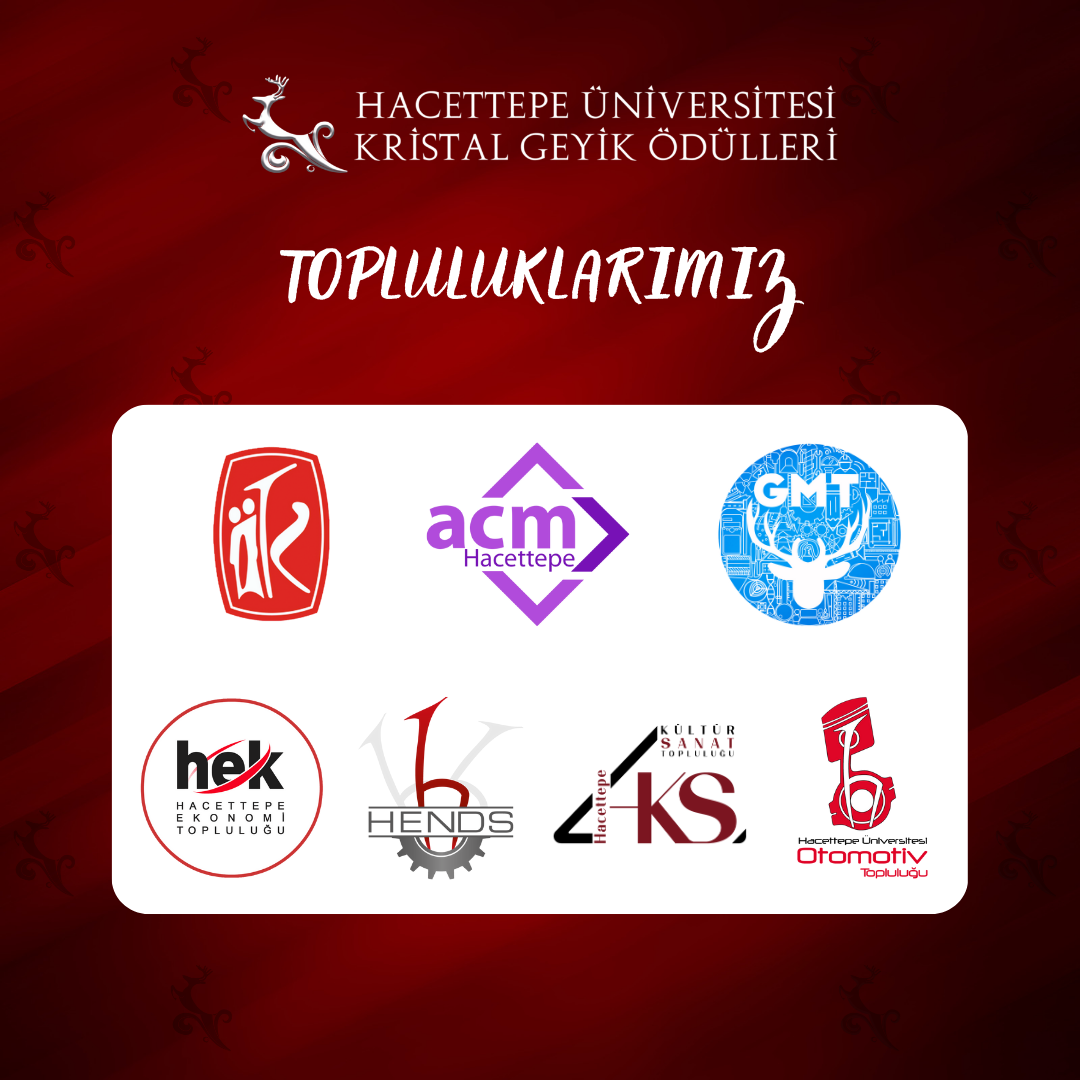 HACETTEPE ÜNİVERSİTESİ
KRİSTAL GEYİK ÖDÜLLERİ
TOPLULUKLARIMIZ
acm
Hacettepe
GMT
hek
HACETTEPE
EKONOMİ
TOPLULUĞU
HENDS
KÜLTÜR
SANAT
TOPLULUĞU
Hacettepe
KS
Hacettepe Üniversitesi
Otomotiv
Topluluğu